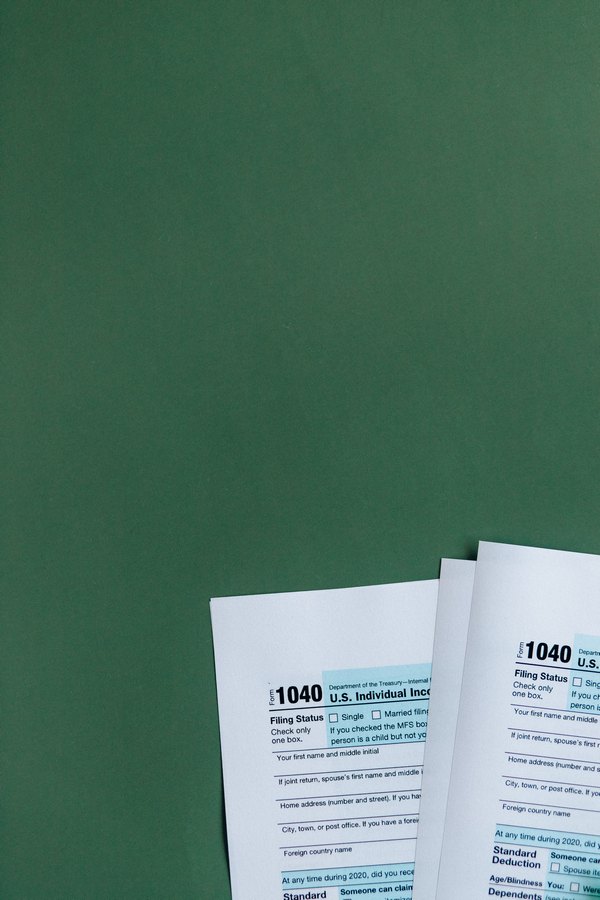 Form 1040 Department of the Treasury—Internal
U.S. Individual Inco
Filing Status
Check only
one box.
Single Married filing
If you checked the MFS box
person is a child but not yo
Your first name and middle initial
If joint return, spouse's first name and middle i
Home address (number and street). If you hav
City, town, or post office. If you have a foreig
Foreign country name
At any time during 2020, did you rece
Standard
Someone can claim
Form 1040 Departm
U.S.
Filing Status
Check only
one box.
Sing
If you ch
person is
Your first name and middle
If joint return, spouse's first n
Home address (number and s
City, town, or post office. If yo
Foreign country name
At any time during 2020, did y
Standard
Deduction
Someone can
Spouse ite
Age/Blindness You: Were
Dependents (see